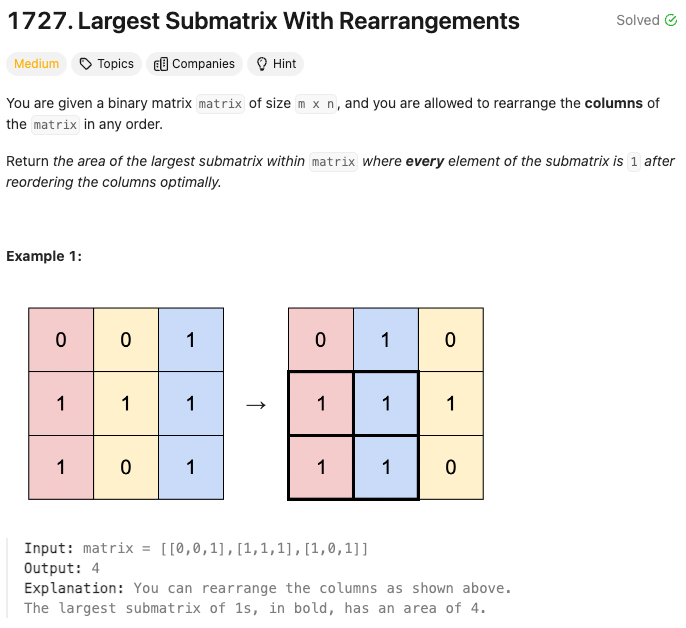 1727. Largest Submatrix With Rearrangements
Solved
Medium Topics Companies Hint
You are given a binary matrix matrix of size m x n, and you are allowed to rearrange the columns of
the matrix in any order.
Return the area of the largest submatrix within matrix where every element of the submatrix is 1 after
reordering the columns optimally.
Example 1:
0 0 1 0 1 0
1 1 1 → 1 1 1
1 0 1 1 1 0
Input: matrix = [[0,0,1],[1,1,1],[1,0,1]]
Output: 4
Explanation: You can rearrange the columns as shown above.
The largest submatrix of 1s, in bold, has an area of 4.